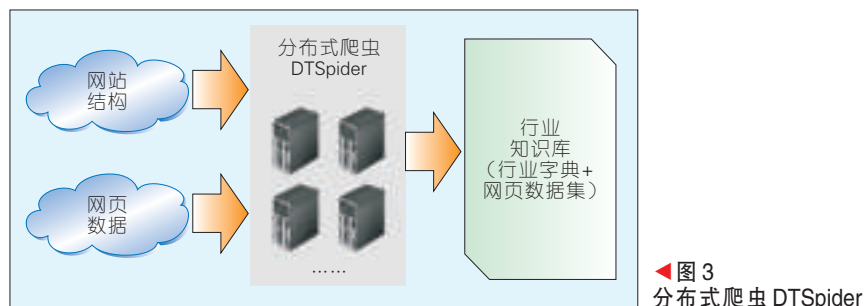 网站
结构
网页
数据
分布式爬虫
DTSpider
……
行业
知识库
（行业字典+
网页数据集）
◀图 3
分布式爬虫 DTSpider